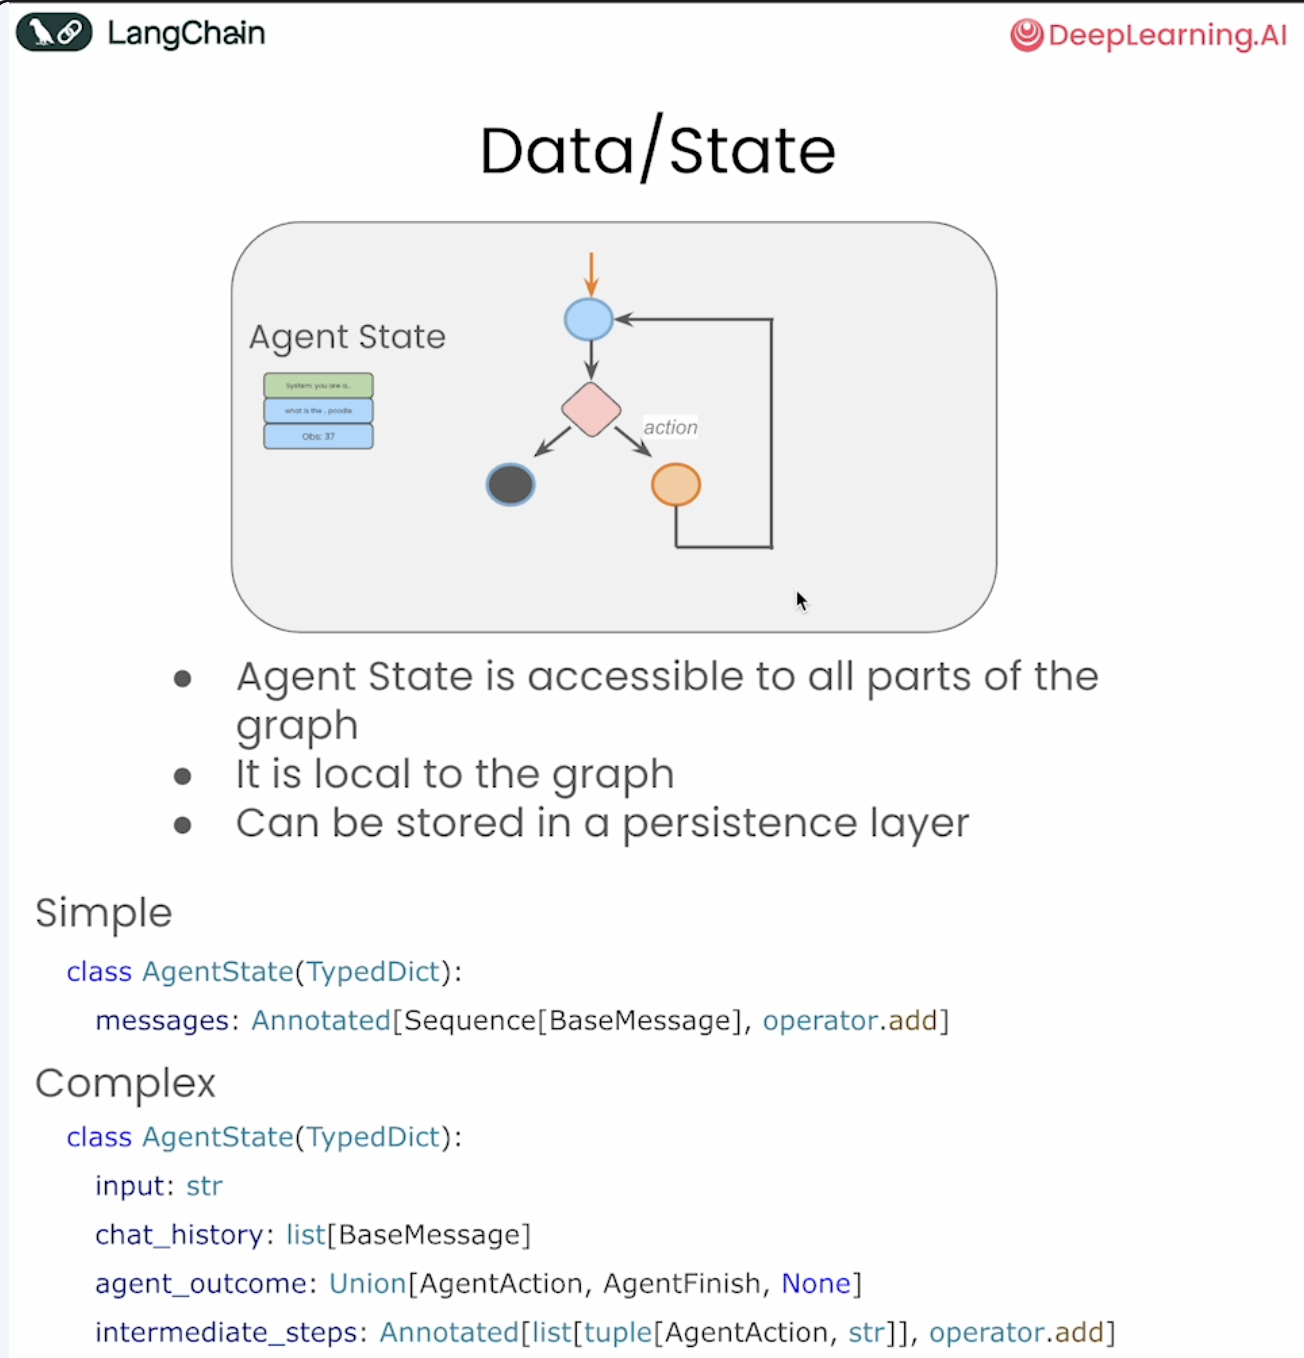 LangChain
DeepLearning.AI
Data/State
Agent State
System: you are a..
what is the .. poodle
Obs: 37
action
● Agent State is accessible to all parts of the
graph
● It is local to the graph
● Can be stored in a persistence layer
Simple
class AgentState(TypedDict):
messages: Annotated[Sequence[BaseMessage], operator.add]
Complex
class AgentState(TypedDict):
input: str
chat_history: list[BaseMessage]
agent_outcome: Union[AgentAction, AgentFinish, None]
intermediate_steps: Annotated[list[tuple[AgentAction, str]], operator.add]